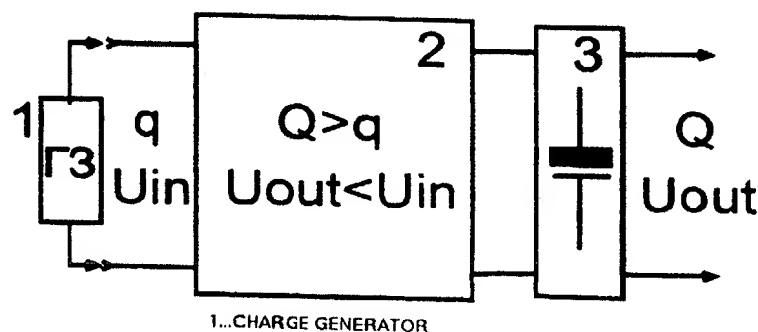 1
ГЗ
q
Uin
2
Q>q
Uout<Uin
3
Q
Uout
1...CHARGE GENERATOR